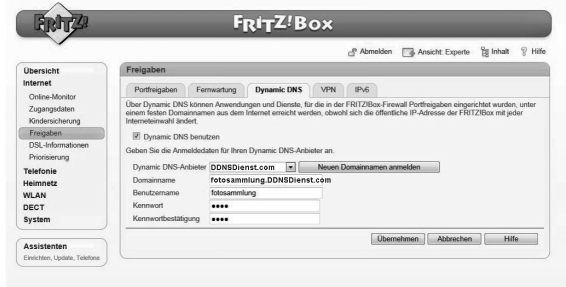 FRITZ!
FRITZ!Box
Abmelden Ansicht: Experte Inhalt Hilfe
Übersicht
Internet
Online-Monitor
Zugangsdaten
Kindersicherung
Freigaben
DSL-Informationen
Priorisierung
Telefonie
Heimnetz
WLAN
DECT
System
Assistenten
Einrichten, Update, Telefone
Freigaben
Portfreigaben Fernwartung Dynamic DNS VPN IPv6
Über Dynamic DNS können Anwendungen und Dienste, für die in der FRITZ!Box-Firewall Portfreigaben eingerichtet wurden, unter
einem festen Domainnamen aus dem Internet erreicht werden, obwohl sich die öffentliche IP-Adresse der FRITZ!Box mit jeder
Interneteinwahl ändert.
Dynamic DNS benutzen
Geben Sie die Anmeldedaten für Ihren Dynamic DNS-Anbieter an.
Dynamic DNS-Anbieter DDNSDienst.com Neuen Domainnamen anmelden
Domainname fotosammlung.DDNSDienst.com
Benutzername fotosammlung
Kennwort ●●●●
Kennwortbestätigung ●●●●
Übernehmen Abbrechen Hilfe